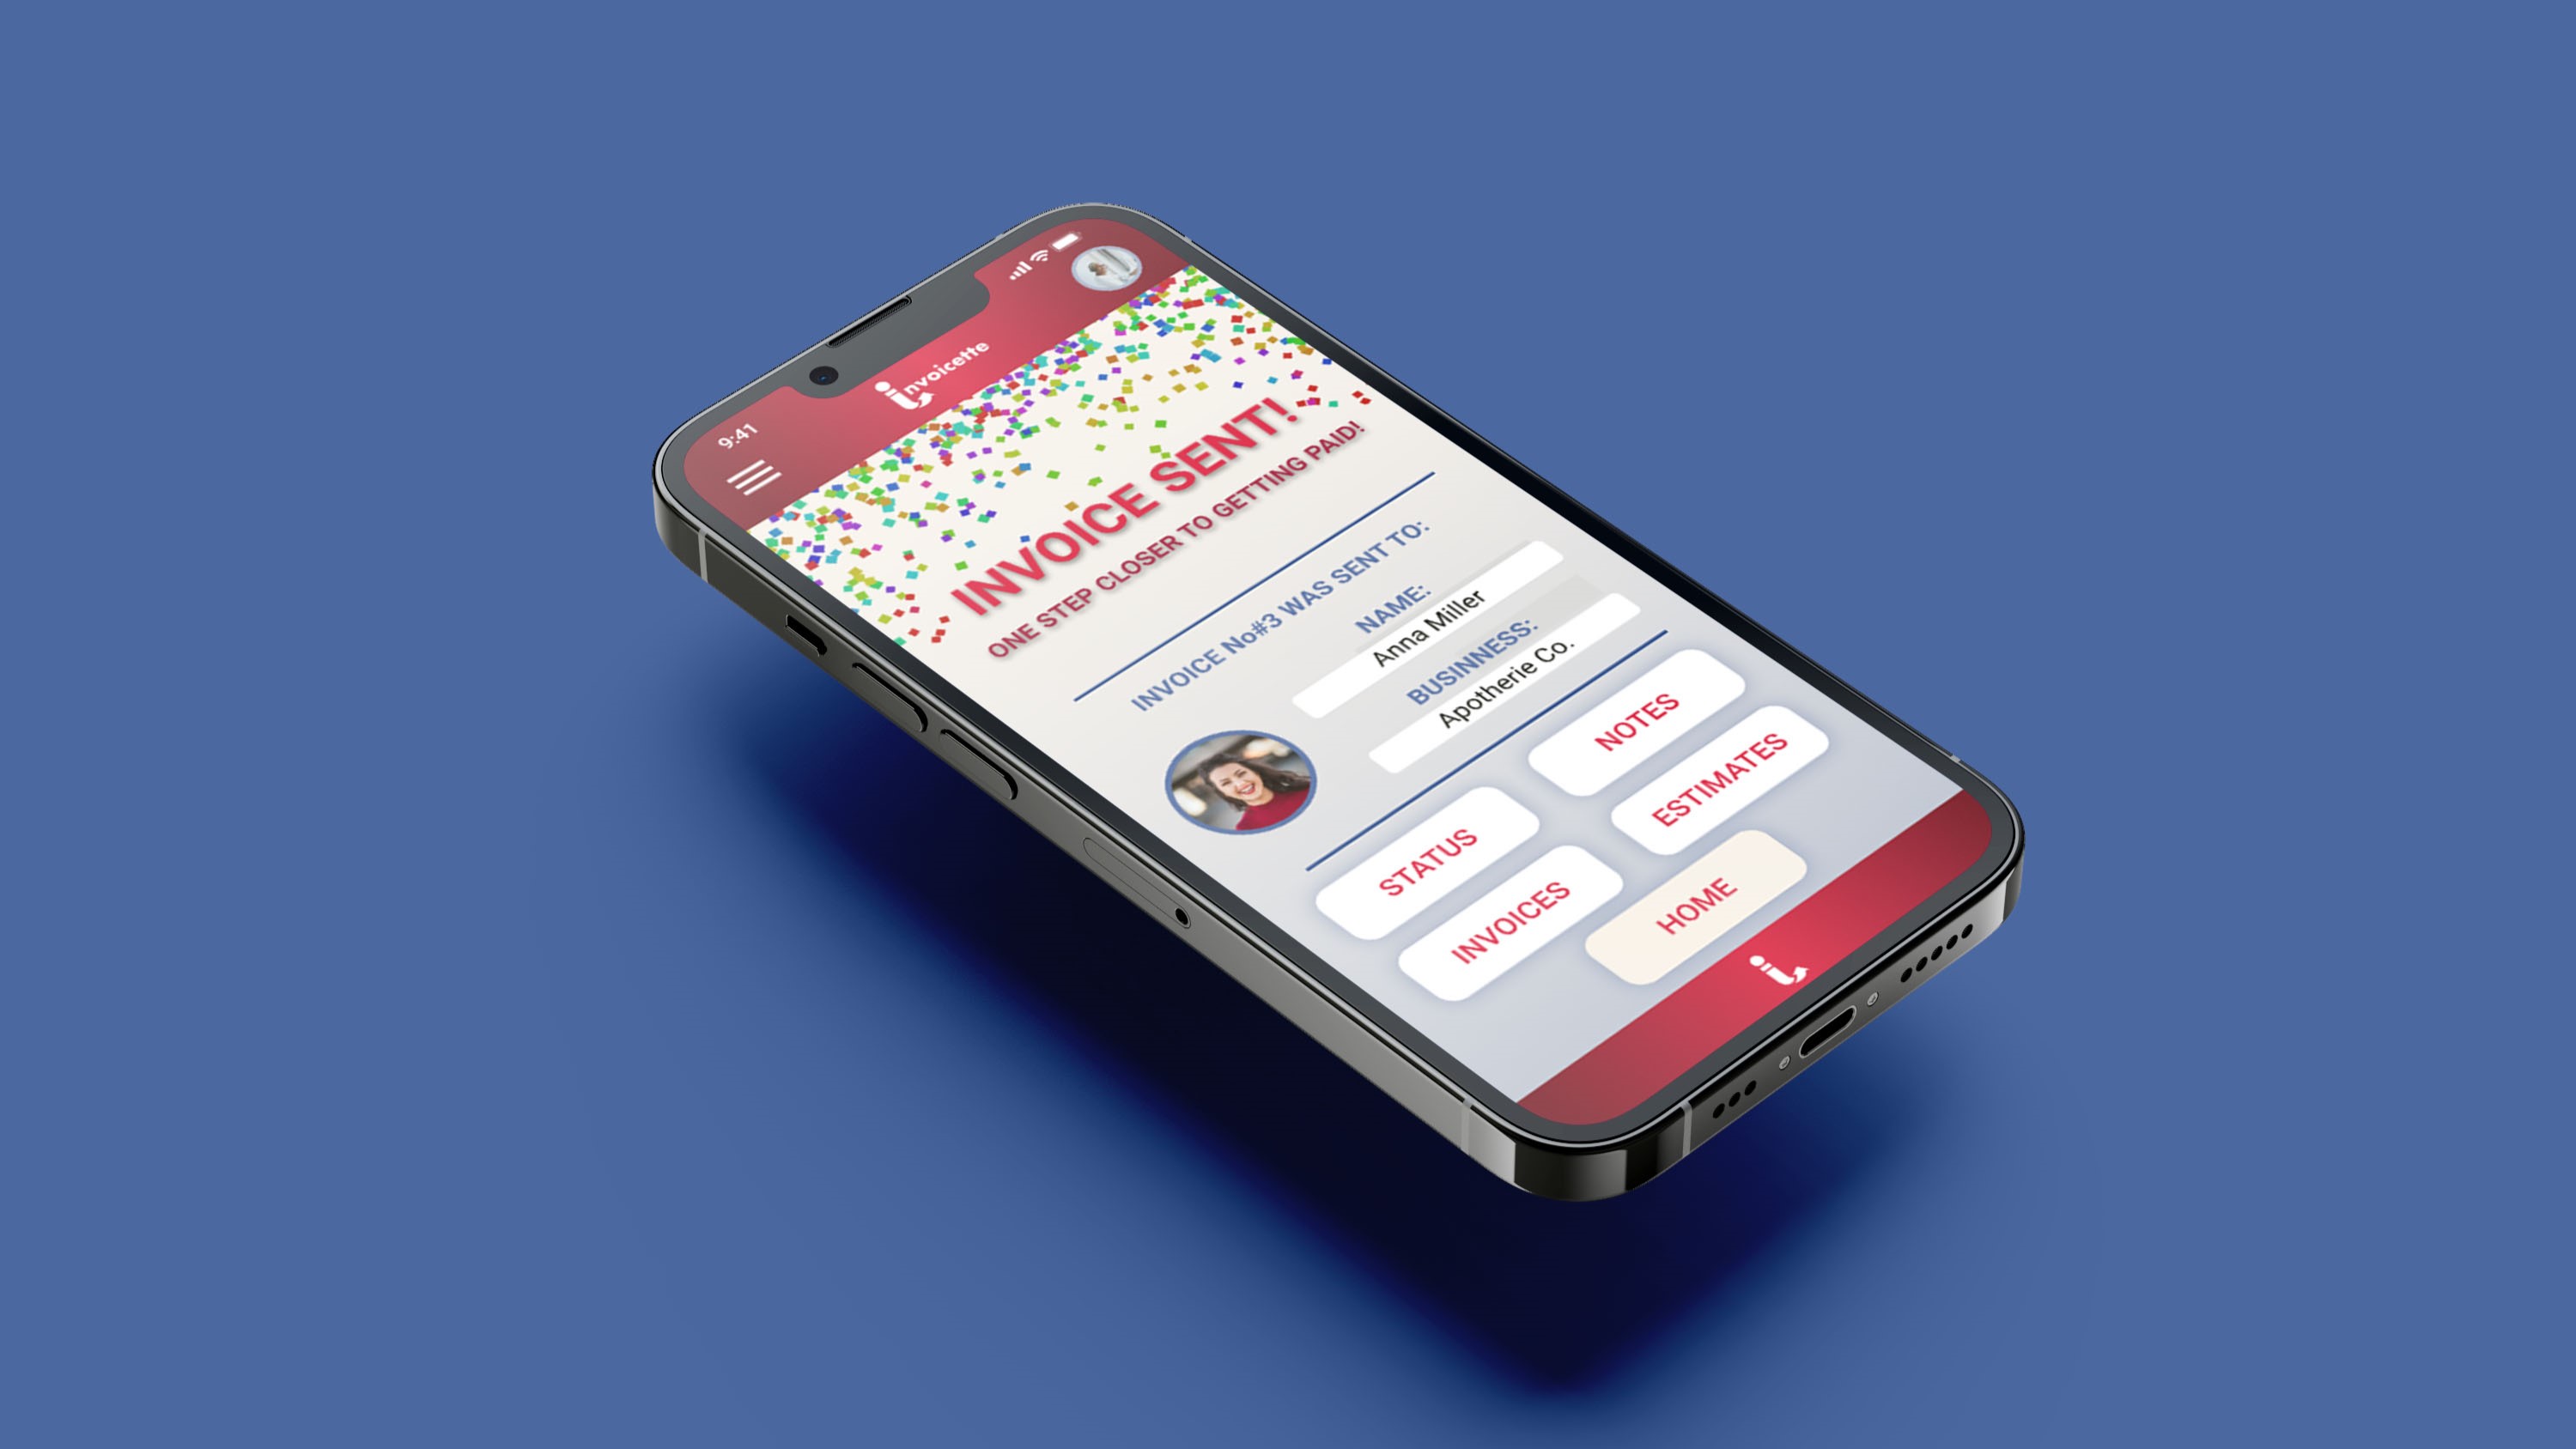 9:41
invoicette
INVOICE SENT!
ONE STEP CLOSER TO GETTING PAID!
INVOICE No#3 WAS SENT TO:
NAME:
Anna Miller
BUSINNESS:
Apotherie Co.
STATUS
NOTES
INVOICES
ESTIMATES
HOME